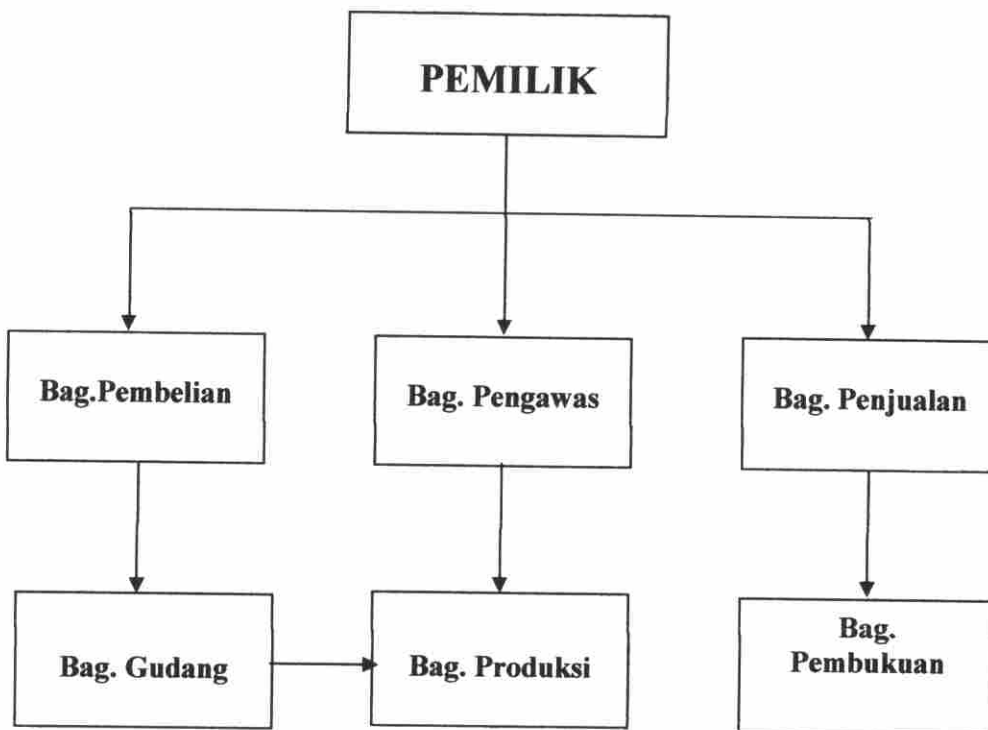 PEMILIK
Bag.Pembelian
Bag. Pengawas
Bag. Penjualan
Bag. Gudang
Bag. Produksi
Bag.
Pembukuan